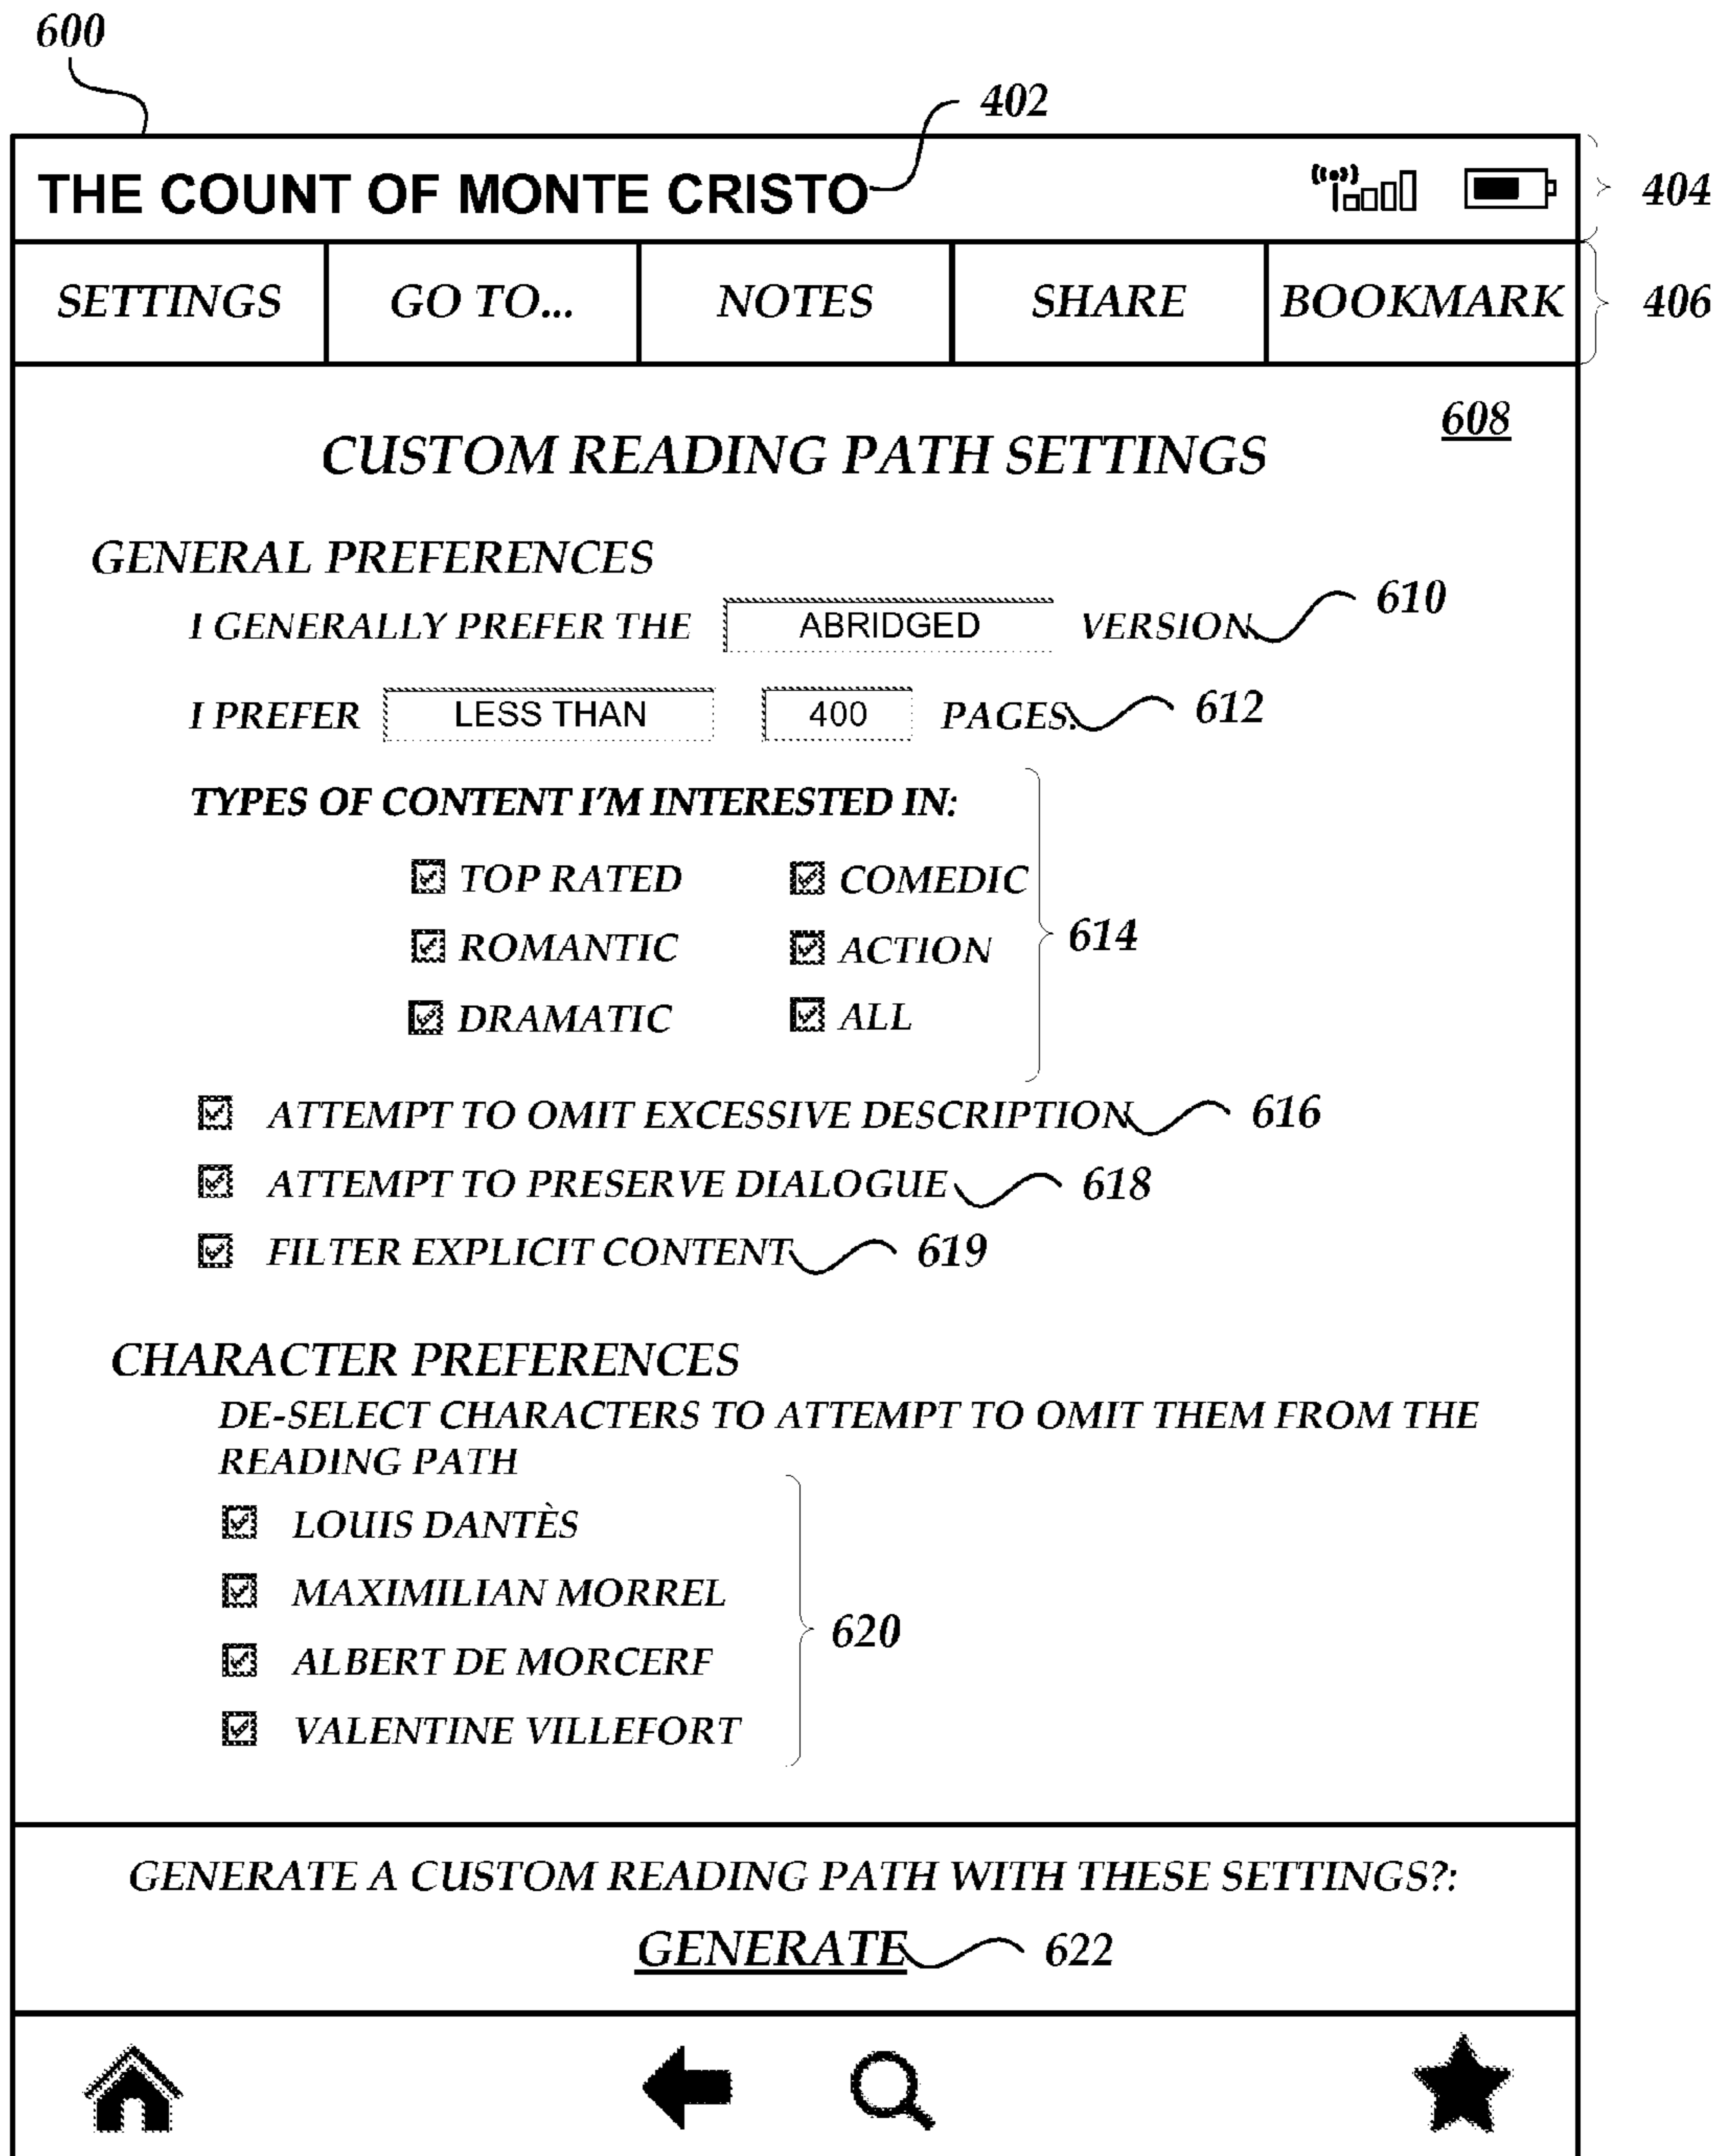 600
402
THE COUNT OF MONTE CRISTO
404
SETTINGS GO TO... NOTES SHARE BOOKMARK
406
608
CUSTOM READING PATH SETTINGS
GENERAL PREFERENCES
I GENERALLY PREFER THE ABRIDGED VERSION. 610
I PREFER LESS THAN 400 PAGES. 612
TYPES OF CONTENT I'M INTERESTED IN:
TOP RATED COMEDIC
ROMANTIC ACTION
614
DRAMATIC ALL
ATTEMPT TO OMIT EXCESSIVE DESCRIPTION 616
ATTEMPT TO PRESERVE DIALOGUE 618
FILTER EXPLICIT CONTENT 619
CHARACTER PREFERENCES
DE-SELECT CHARACTERS TO ATTEMPT TO OMIT THEM FROM THE
READING PATH
LOUIS DANTÈS
MAXIMILIAN MORREL
620
ALBERT DE MORCERF
VALENTINE VILLEFORT
GENERATE A CUSTOM READING PATH WITH THESE SETTINGS?:
GENERATE 622